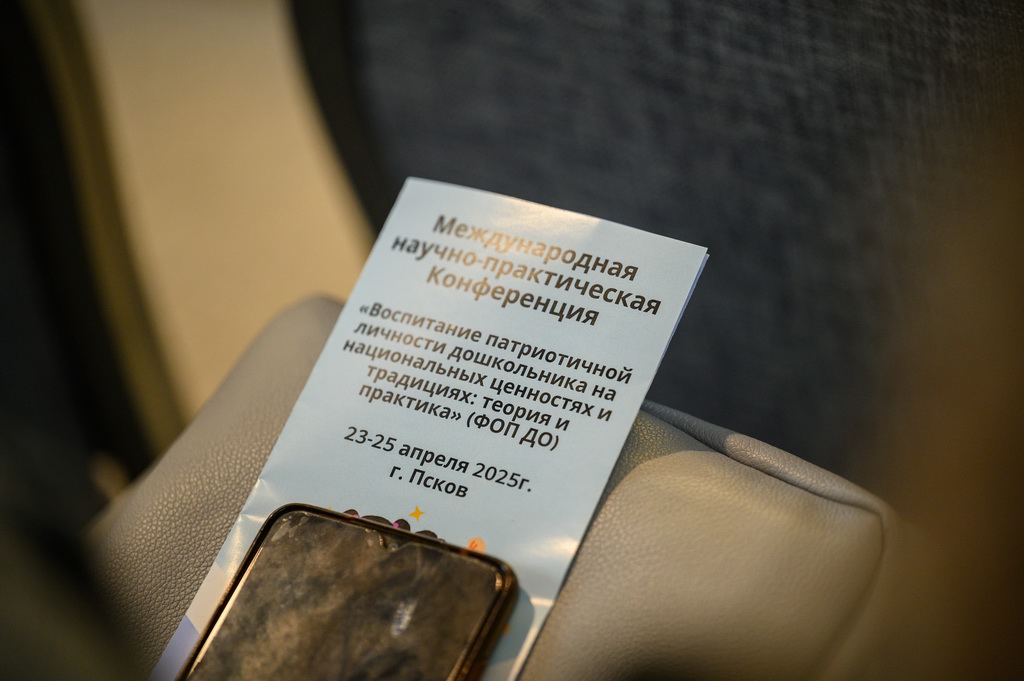 Международная
научно-практическая
Конференция
«Воспитание патриотичной
личности дошкольника на
национальных ценностях и
традициях: теория и
практика» (ФОП ДО)
23-25 апреля 2025г.
г. Псков